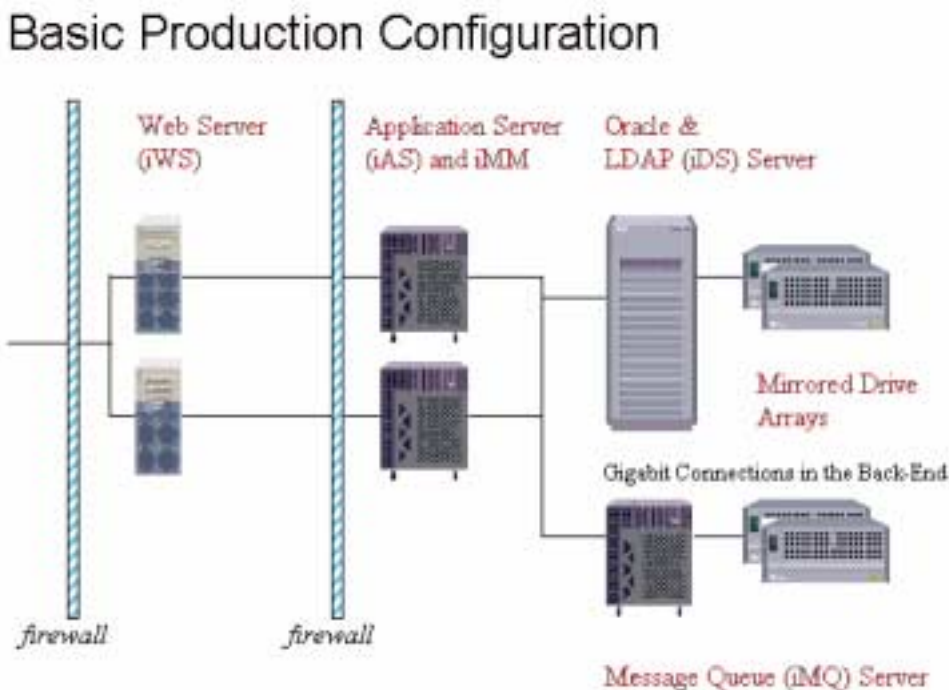 Basic Production Configuration
Web Server
(iWS)
Application Server
(iAS) and iMM
Oracle &
LDAP (iDS) Server
Mirrored Drive
Arrays
Gigabit Connections in the Back-End
firewall
firewall
Message Queue (iMQ) Server